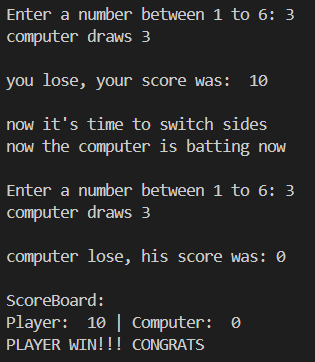 Enter a number between 1 to 6: 3
computer draws 3
you lose, your score was:  10
now it's time to switch sides
now the computer is batting now
Enter a number between 1 to 6: 3
computer draws 3
computer lose, his score was: 0
ScoreBoard:
Player:  10 | Computer:  0
PLAYER WIN!!! CONGRATS